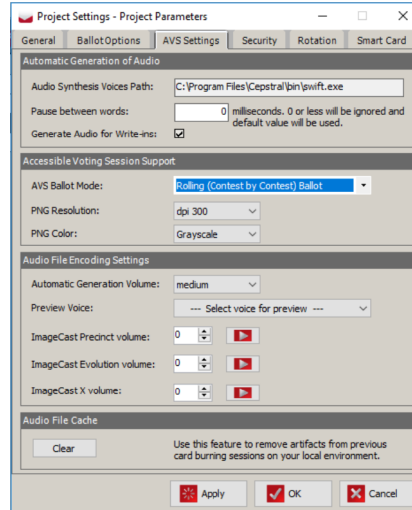 Project Settings - Project Parameters
General Ballot Options AVS Settings Security Rotation Smart Card
Automatic Generation of Audio
Audio Synthesis Voices Path: C:\Program Files\Cepstral\bin\swift.exe
Pause between words: 0 milliseconds. 0 or less will be ignored and
default value will be used.
Generate Audio for Write-ins:
Accessible Voting Session Support
AVS Ballot Mode: Rolling (Contest by Contest) Ballot
PNG Resolution: dpi 300
PNG Color: Grayscale
Audio File Encoding Settings
Automatic Generation Volume: medium
Preview Voice: --- Select voice for preview ---
ImageCast Precinct volume: 0
ImageCast Evolution volume: 0
ImageCast X volume: 0
Audio File Cache
Clear Use this feature to remove artifacts from previous
card burning sessions on your local environment.
Apply OK Cancel